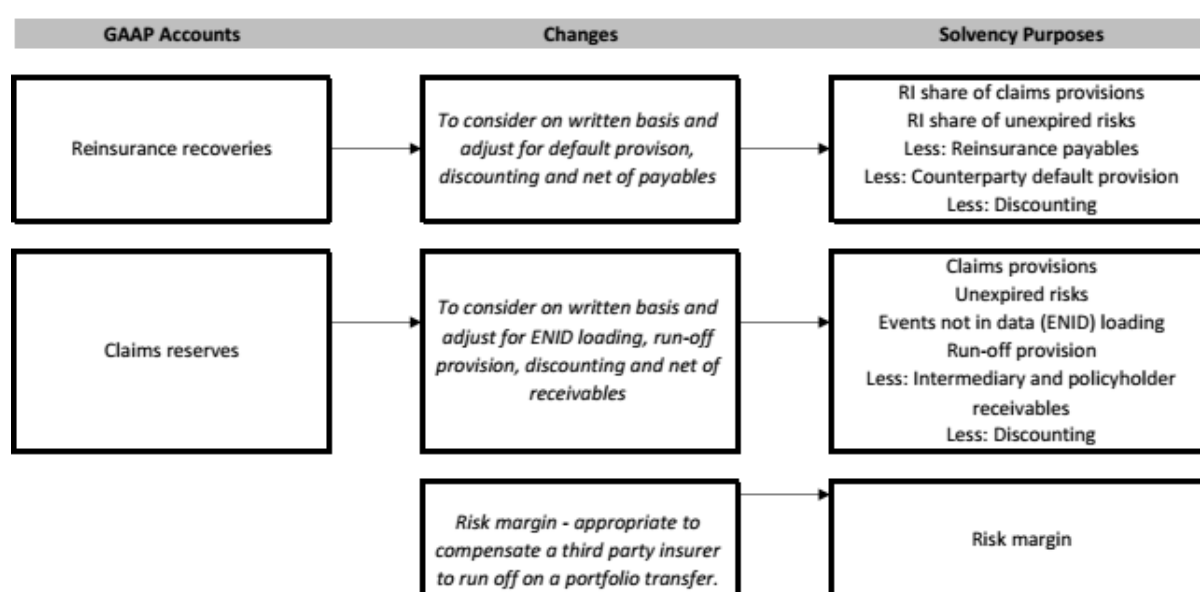 GAAP Accounts
Changes
Solvency Purposes
Reinsurance recoveries
To consider on written basis and
adjust for default provison,
discounting and net of payables
RI share of claims provisions
RI share of unexpired risks
Less: Reinsurance payables
Less: Counterparty default provision
Less: Discounting
Claims reserves
To consider on written basis and
adjust for ENID loading, run-off
provision, discounting and net of
receivables
Claims provisions
Unexpired risks
Events not in data (ENID) loading
Run-off provision
Less: Intermediary and policyholder
receivables
Less: Discounting
Risk margin - appropriate to
compensate a third party insurer
to run off on a portfolio transfer.
Risk margin